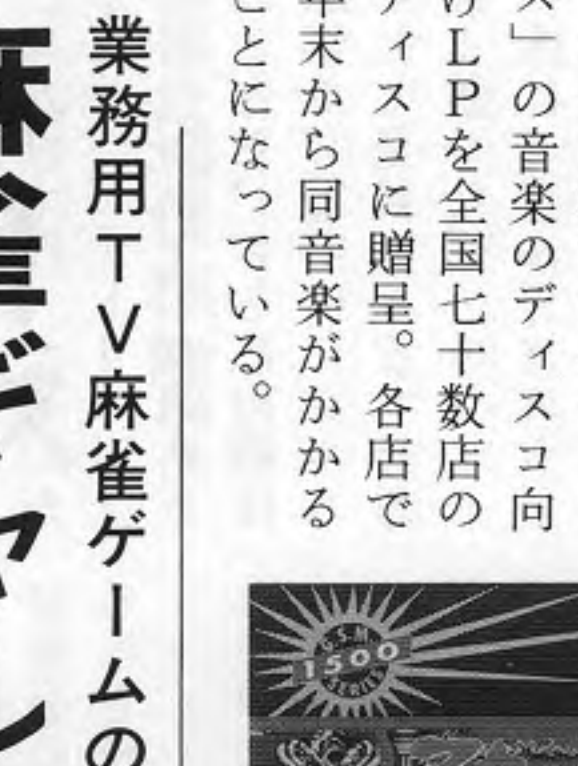 ス」の音楽のディスコ向
けLPを全国七十数店の
ディスコに贈呈。各店で
年末から同音楽がかかる
ことになっている。
業務用TV麻雀ゲームの
G.S.M.
1500
SERIES